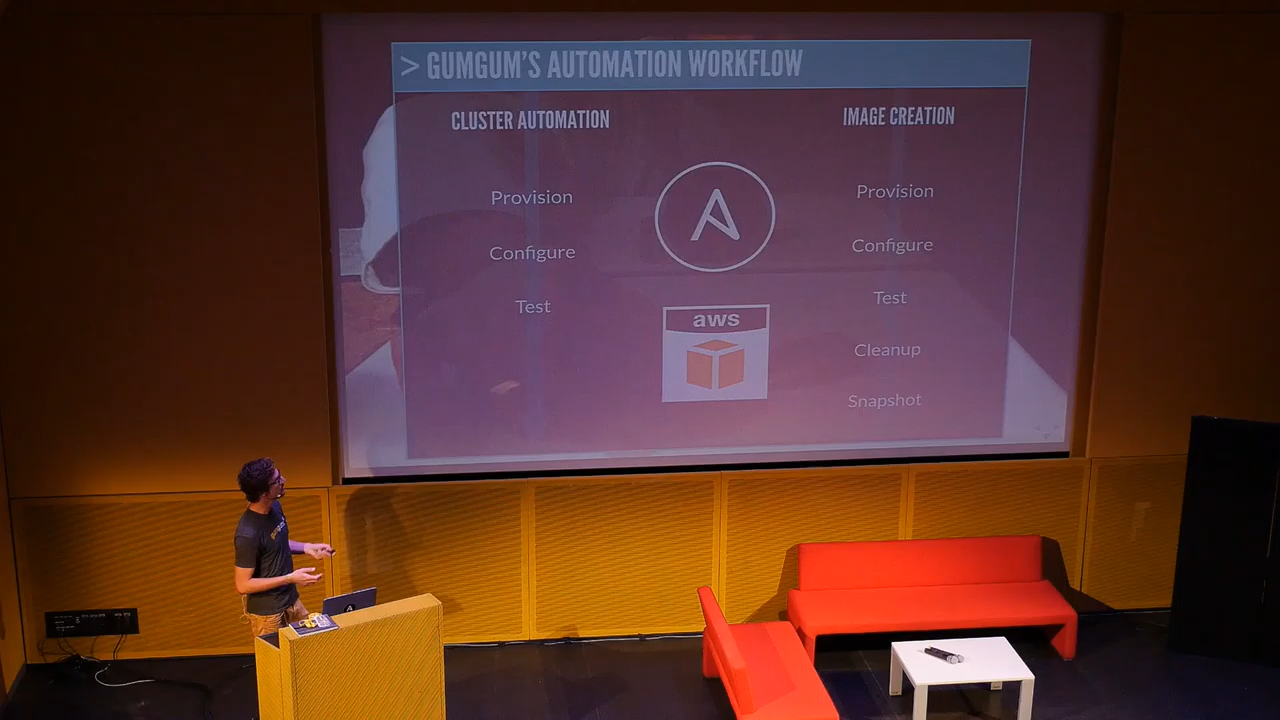 > GUMGUM'S AUTOMATION WORKFLOW
CLUSTER AUTOMATION
Provision
Configure
Test
aws
IMAGE CREATION
Provision
Configure
Test
Cleanup
Snapshot